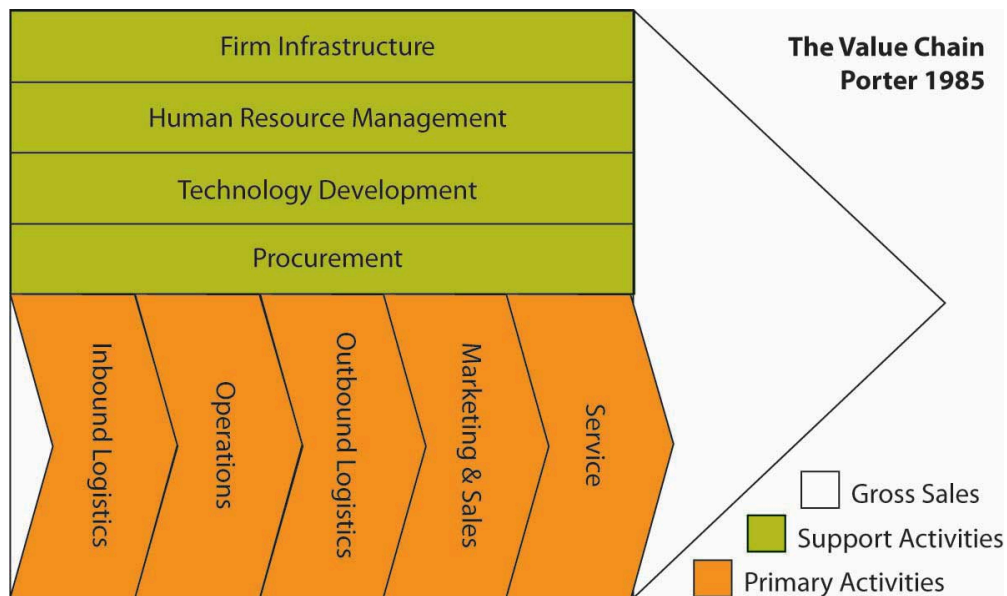 Firm Infrastructure
Human Resource Management
Technology Development
Procurement
Inbound Logistics
Operations
Outbound Logistics
Marketing & Sales
Service
The Value Chain
Porter 1985
Gross Sales
Support Activities
Primary Activities